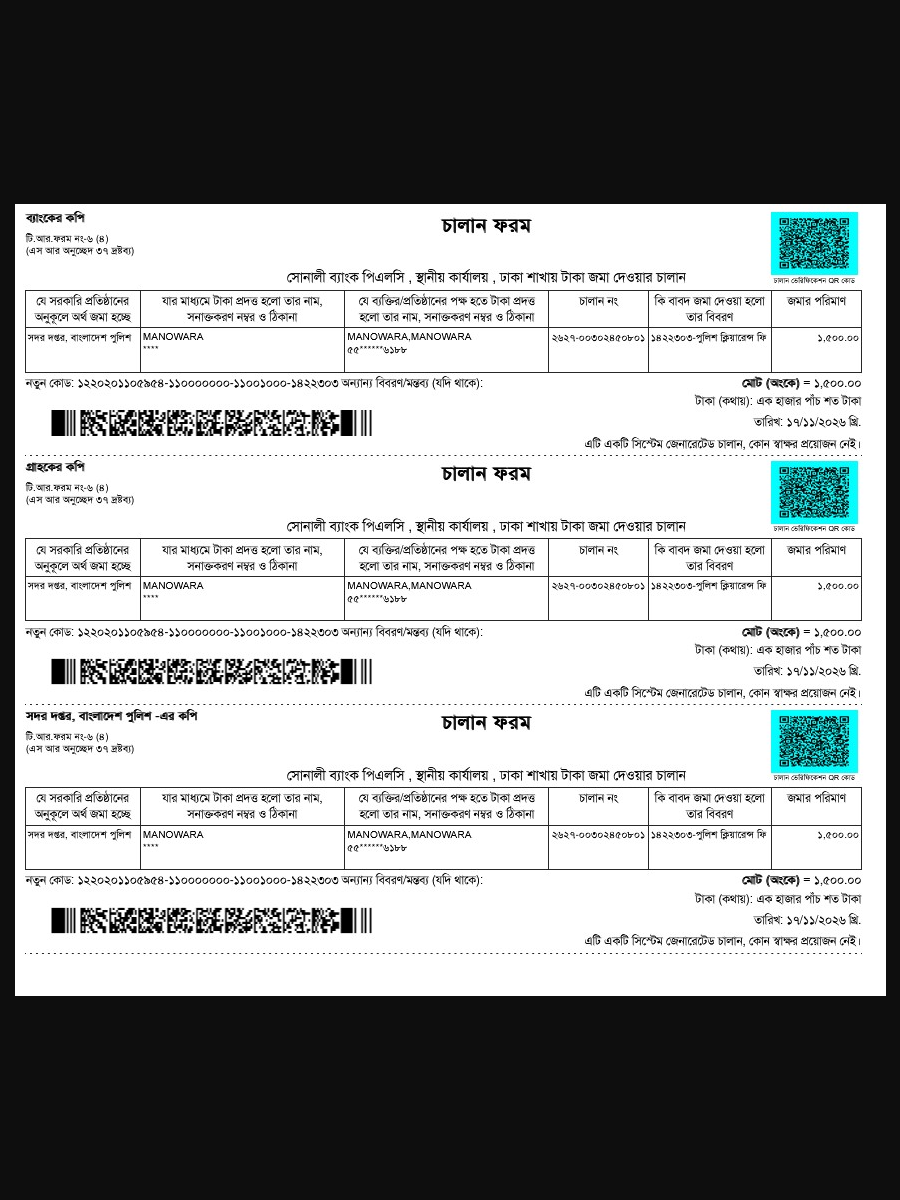 ব্যাংকের কপি
টি.আর.ফরম নং-৬ (৪)
(এস আর অনুচ্ছেদ ৩৭ দ্রষ্টব্য)
চালান ফরম
চালান ভেরিফিকেশন QR কোড
সোনালী ব্যাংক পিএলসি , স্থানীয় কার্যালয় , ঢাকা শাখায় টাকা জমা দেওয়ার চালান
যে সরকারি প্রতিষ্ঠানের অনুকূলে অর্থ জমা হচ্ছে
যার মাধ্যমে টাকা প্রদত্ত হলো তার নাম, সনাক্তকরণ নম্বর ও ঠিকানা
যে ব্যক্তির/প্রতিষ্ঠানের পক্ষ হতে টাকা প্রদত্ত হলো তার নাম, সনাক্তকরণ নম্বর ও ঠিকানা
চালান নং
কি বাবদ জমা দেওয়া হলো তার বিবরণ
জমার পরিমাণ
সদর দপ্তর, বাংলাদেশ পুলিশ
MANOWARA
****
MANOWARA,MANOWARA
৫৫******৬১৮৮
২৬২৭-০০৩০২৪৫০৮০১
১৪২২৩০৩-পুলিশ ক্লিয়ারেন্স ফি
১,৫০০.০০
নতুন কোড: ১২২০২০১১০৫৯৫৪-১১০০০০০০০-১১০০১০০০-১৪২২৩০৩ অন্যান্য বিবরণ/মন্তব্য (যদি থাকে):
মোট (অংকে) = ১,৫০০.০০
টাকা (কথায়): এক হাজার পাঁচ শত টাকা
তারিখ: ১৭/১১/২০২৬ খ্রি.
এটি একটি সিস্টেম জেনারেটেড চালান, কোন স্বাক্ষর প্রয়োজন নেই।
গ্রাহকের কপি
টি.আর.ফরম নং-৬ (৪)
(এস আর অনুচ্ছেদ ৩৭ দ্রষ্টব্য)
চালান ফরম
চালান ভেরিফিকেশন QR কোড
সোনালী ব্যাংক পিএলসি , স্থানীয় কার্যালয় , ঢাকা শাখায় টাকা জমা দেওয়ার চালান
যে সরকারি প্রতিষ্ঠানের অনুকূলে অর্থ জমা হচ্ছে
যার মাধ্যমে টাকা প্রদত্ত হলো তার নাম, সনাক্তকরণ নম্বর ও ঠিকানা
যে ব্যক্তির/প্রতিষ্ঠানের পক্ষ হতে টাকা প্রদত্ত হলো তার নাম, সনাক্তকরণ নম্বর ও ঠিকানা
চালান নং
কি বাবদ জমা দেওয়া হলো তার বিবরণ
জমার পরিমাণ
সদর দপ্তর, বাংলাদেশ পুলিশ
MANOWARA
****
MANOWARA,MANOWARA
৫৫******৬১৮৮
২৬২৭-০০৩০২৪৫০৮০১
১৪২২৩০৩-পুলিশ ক্লিয়ারেন্স ফি
১,৫০০.০০
নতুন কোড: ১২২০২০১১০৫৯৫৪-১১০০০০০০০-১১০০১০০০-১৪২২৩০৩ অন্যান্য বিবরণ/মন্তব্য (যদি থাকে):
মোট (অংকে) = ১,৫০০.০০
টাকা (কথায়): এক হাজার পাঁচ শত টাকা
তারিখ: ১৭/১১/২০২৬ খ্রি.
এটি একটি সিস্টেম জেনারেটেড চালান, কোন স্বাক্ষর প্রয়োজন নেই।
সদর দপ্তর, বাংলাদেশ পুলিশ -এর কপি
টি.আর.ফরম নং-৬ (৪)
(এস আর অনুচ্ছেদ ৩৭ দ্রষ্টব্য)
চালান ফরম
চালান ভেরিফিকেশন QR কোড
সোনালী ব্যাংক পিএলসি , স্থানীয় কার্যালয় , ঢাকা শাখায় টাকা জমা দেওয়ার চালান
যে সরকারি প্রতিষ্ঠানের অনুকূলে অর্থ জমা হচ্ছে
যার মাধ্যমে টাকা প্রদত্ত হলো তার নাম, সনাক্তকরণ নম্বর ও ঠিকানা
যে ব্যক্তির/প্রতিষ্ঠানের পক্ষ হতে টাকা প্রদত্ত হলো তার নাম, সনাক্তকরণ নম্বর ও ঠিকানা
চালান নং
কি বাবদ জমা দেওয়া হলো তার বিবরণ
জমার পরিমাণ
সদর দপ্তর, বাংলাদেশ পুলিশ
MANOWARA
****
MANOWARA,MANOWARA
৫৫******৬১৮৮
২৬২৭-০০৩০২৪৫০৮০১
১৪২২৩০৩-পুলিশ ক্লিয়ারেন্স ফি
১,৫০০.০০
নতুন কোড: ১২২০২০১১০৫৯৫৪-১১০০০০০০০-১১০০১০০০-১৪২২৩০৩ অন্যান্য বিবরণ/মন্তব্য (যদি থাকে):
মোট (অংকে) = ১,৫০০.০০
টাকা (কথায়): এক হাজার পাঁচ শত টাকা
তারিখ: ১৭/১১/২০২৬ খ্রি.
এটি একটি সিস্টেম জেনারেটেড চালান, কোন স্বাক্ষর প্রয়োজন নেই।